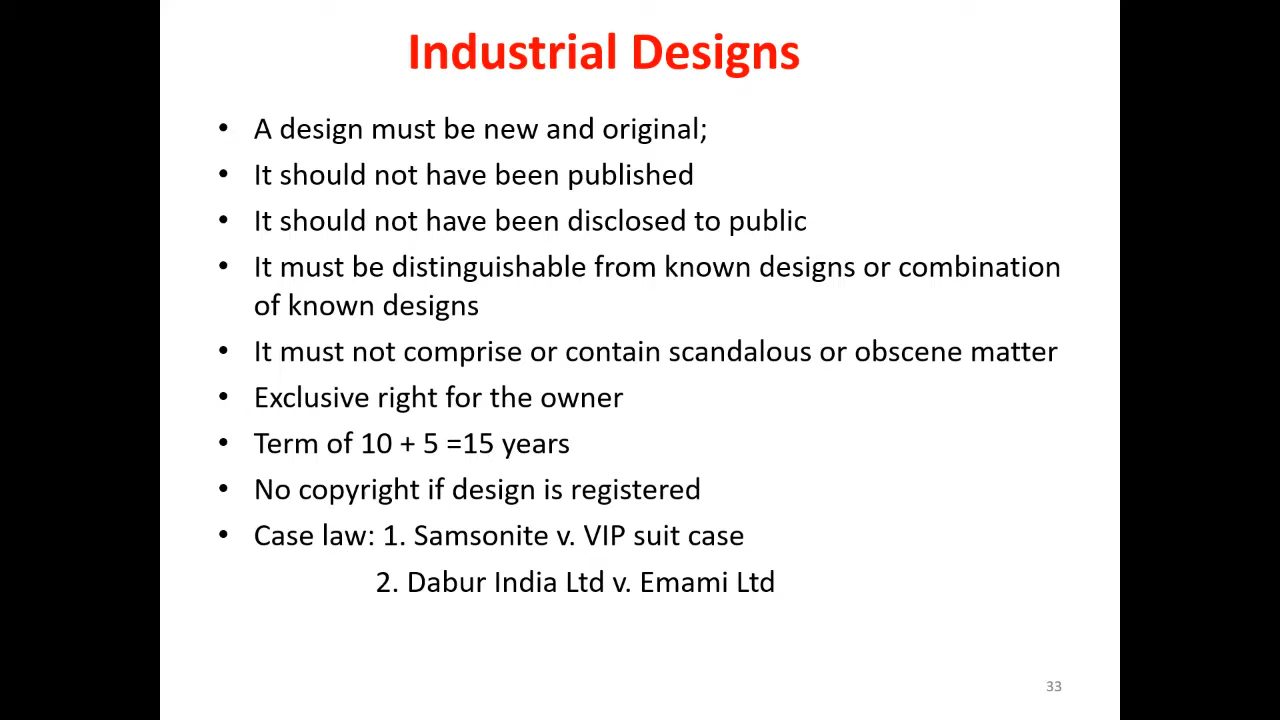 Industrial Designs
• A design must be new and original;
• It should not have been published
• It should not have been disclosed to public
• It must be distinguishable from known designs or combination
of known designs
• It must not comprise or contain scandalous or obscene matter
• Exclusive right for the owner
• Term of 10 + 5 =15 years
• No copyright if design is registered
• Case law: 1. Samsonite v. VIP suit case
2. Dabur India Ltd v. Emami Ltd
33